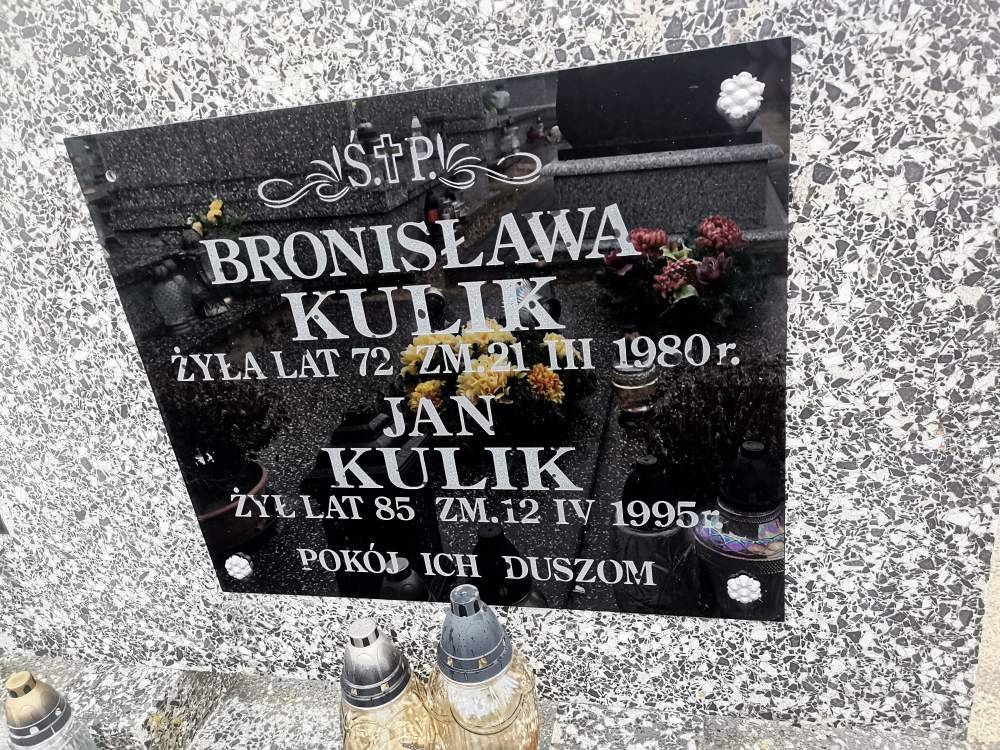 Ś.†P.
BRONISŁAWA
KULIK
ŻYŁA LAT 72 ZM. 21 III 1980 r.
JAN
KULIK
ŻYŁ LAT 85 ZM. 12 IV 1995 r.
POKÓJ ICH DUSZOM